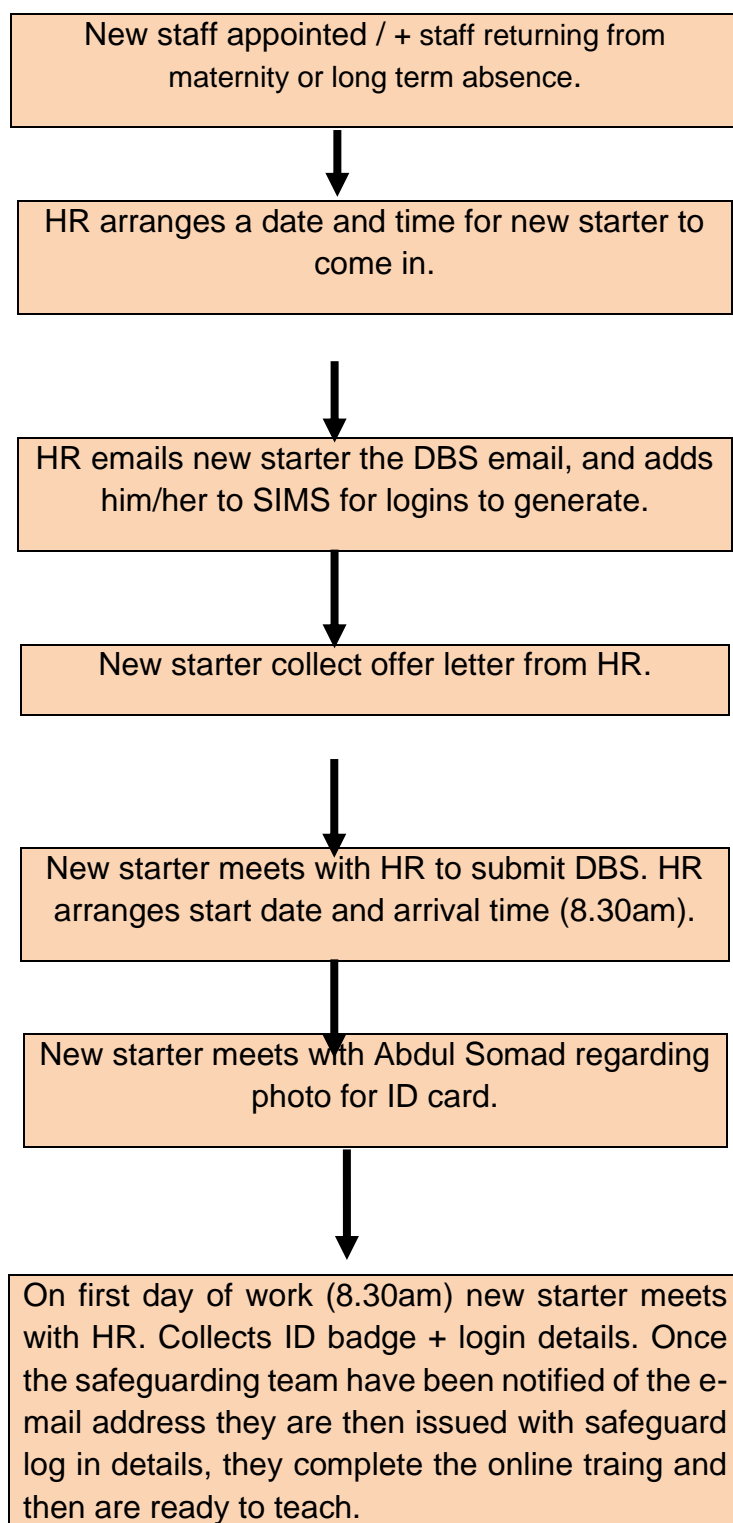 New staff appointed / + staff returning from
maternity or long term absence.
HR arranges a date and time for new starter to
come in.
HR emails new starter the DBS email, and adds
him/her to SIMS for logins to generate.
New starter collect offer letter from HR.
New starter meets with HR to submit DBS. HR
arranges start date and arrival time (8.30am).
New starter meets with Abdul Somad regarding
photo for ID card.
On first day of work (8.30am) new starter meets
with HR. Collects ID badge + login details. Once
the safeguarding team have been notified of the e-
mail address they are then issued with safeguard
log in details, they complete the online traing and
then are ready to teach.